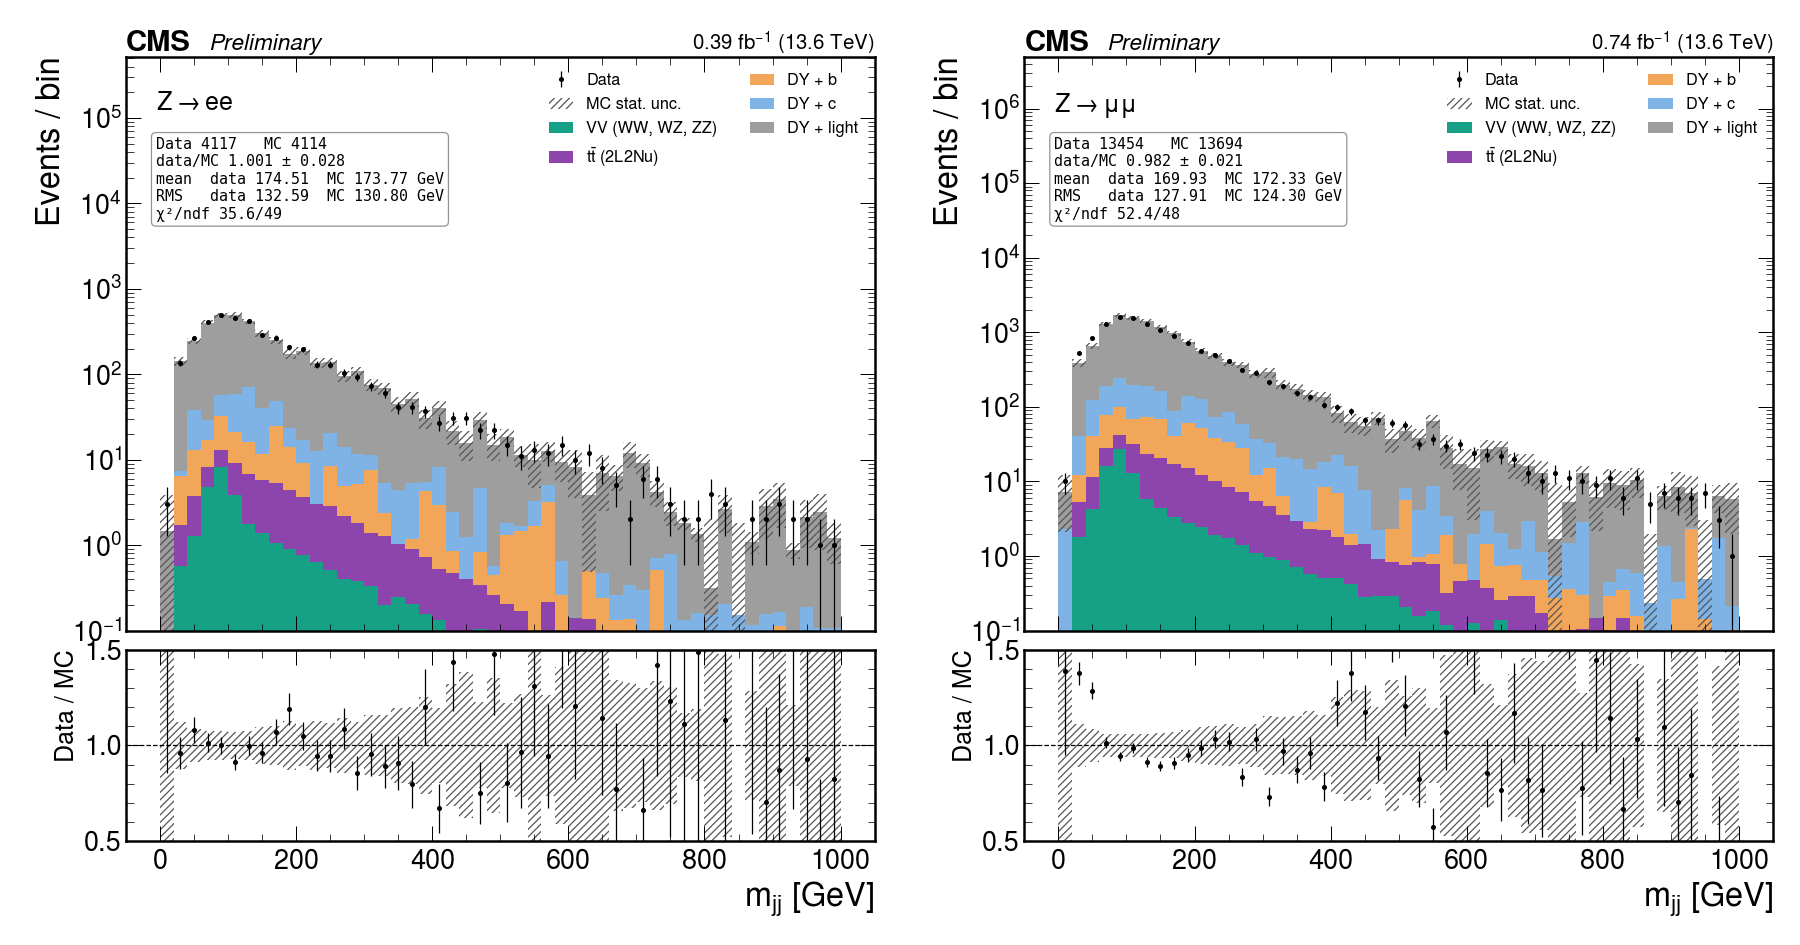 CMS Preliminary 0.39 fb⁻¹ (13.6 TeV)
Events / bin
10⁵
10⁴
10³
10²
10¹
10⁰
10⁻¹
Z → ee
Data 4117   MC 4114
data/MC 1.001 ± 0.028
mean  data 174.51  MC 173.77 GeV
RMS   data 132.59  MC 130.80 GeV
χ²/ndf 35.6/49
Data
MC stat. unc.
VV (WW, WZ, ZZ)
tt̄ (2L2Nu)
DY + b
DY + c
DY + light
Data / MC
1.5
1.0
0.5
0 200 400 600 800 1000
m_jj [GeV]
CMS Preliminary 0.74 fb⁻¹ (13.6 TeV)
Events / bin
10⁶
10⁵
10⁴
10³
10²
10¹
10⁰
10⁻¹
Z → μμ
Data 13454   MC 13694
data/MC 0.982 ± 0.021
mean  data 169.93  MC 172.33 GeV
RMS   data 127.91  MC 124.30 GeV
χ²/ndf 52.4/48
Data
MC stat. unc.
VV (WW, WZ, ZZ)
tt̄ (2L2Nu)
DY + b
DY + c
DY + light
Data / MC
1.5
1.0
0.5
0 200 400 600 800 1000
m_jj [GeV]